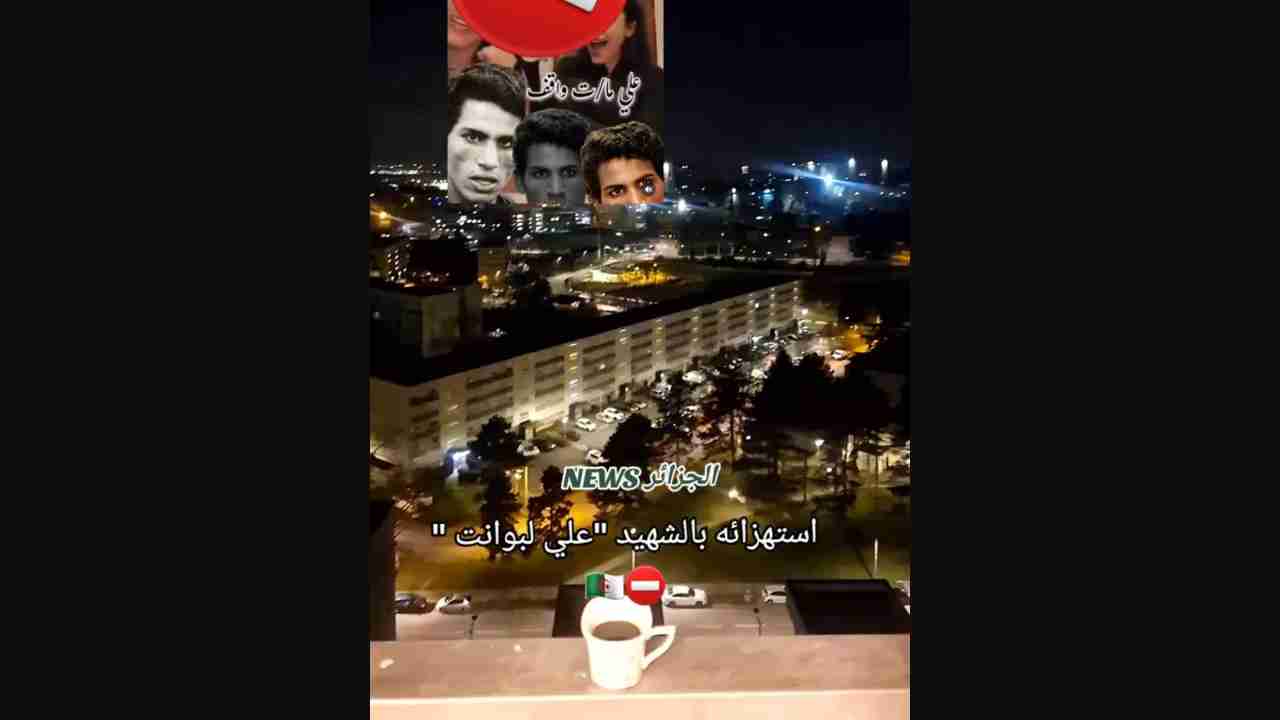 علي ما/ت واقف
الجزائر NEWS
استهزائه بالشهيد "علي لبوانت "